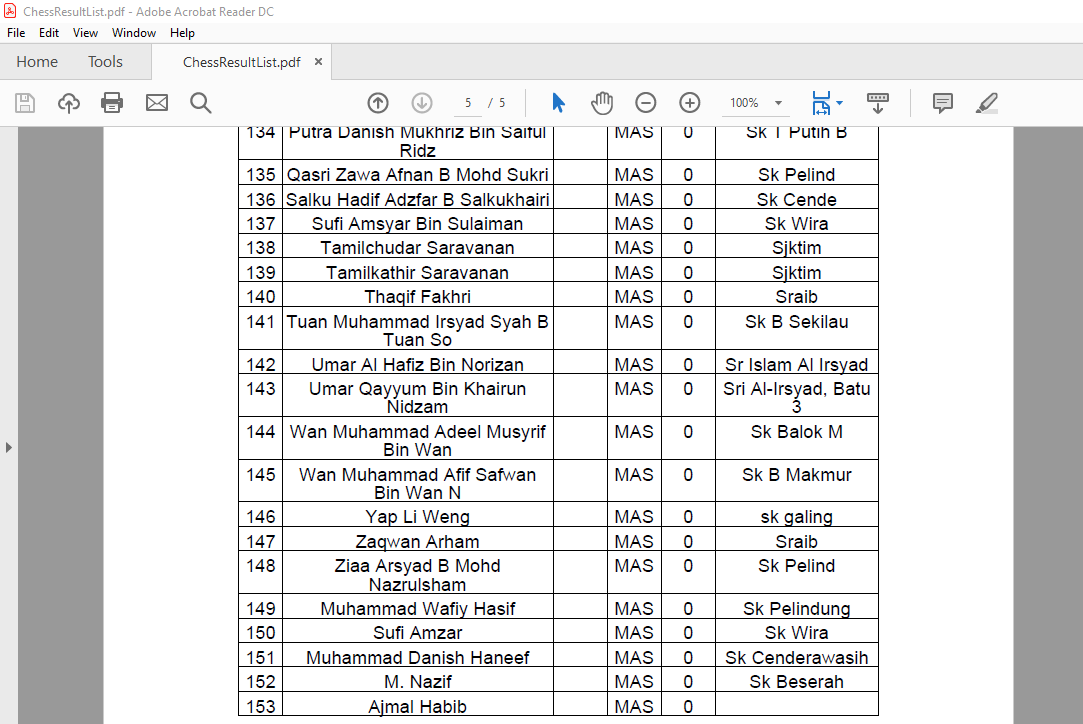 ChessResultList.pdf - Adobe Acrobat Reader DC
File Edit View Window Help
Home Tools ChessResultList.pdf ×
5 / 5 100%
134 Putra Danish Mukhriz Bin Saiful MAS 0 Sk T Putih B
Ridz
135 Qasri Zawa Afnan B Mohd Sukri MAS 0 Sk Pelind
136 Salku Hadif Adzfar B Salkukhairi MAS 0 Sk Cende
137 Sufi Amsyar Bin Sulaiman MAS 0 Sk Wira
138 Tamilchudar Saravanan MAS 0 Sjktim
139 Tamilkathir Saravanan MAS 0 Sjktim
140 Thaqif Fakhri MAS 0 Sraib
141 Tuan Muhammad Irsyad Syah B MAS 0 Sk B Sekilau
Tuan So
142 Umar Al Hafiz Bin Norizan MAS 0 Sr Islam Al Irsyad
143 Umar Qayyum Bin Khairun MAS 0 Sri Al-Irsyad, Batu
Nidzam 3
144 Wan Muhammad Adeel Musyrif MAS 0 Sk Balok M
Bin Wan
145 Wan Muhammad Afif Safwan MAS 0 Sk B Makmur
Bin Wan N
146 Yap Li Weng MAS 0 sk galing
147 Zaqwan Arham MAS 0 Sraib
148 Ziaa Arsyad B Mohd MAS 0 Sk Pelind
Nazrulsham
149 Muhammad Wafiy Hasif MAS 0 Sk Pelindung
150 Sufi Amzar MAS 0 Sk Wira
151 Muhammad Danish Haneef MAS 0 Sk Cenderawasih
152 M. Nazif MAS 0 Sk Beserah
153 Ajmal Habib MAS 0